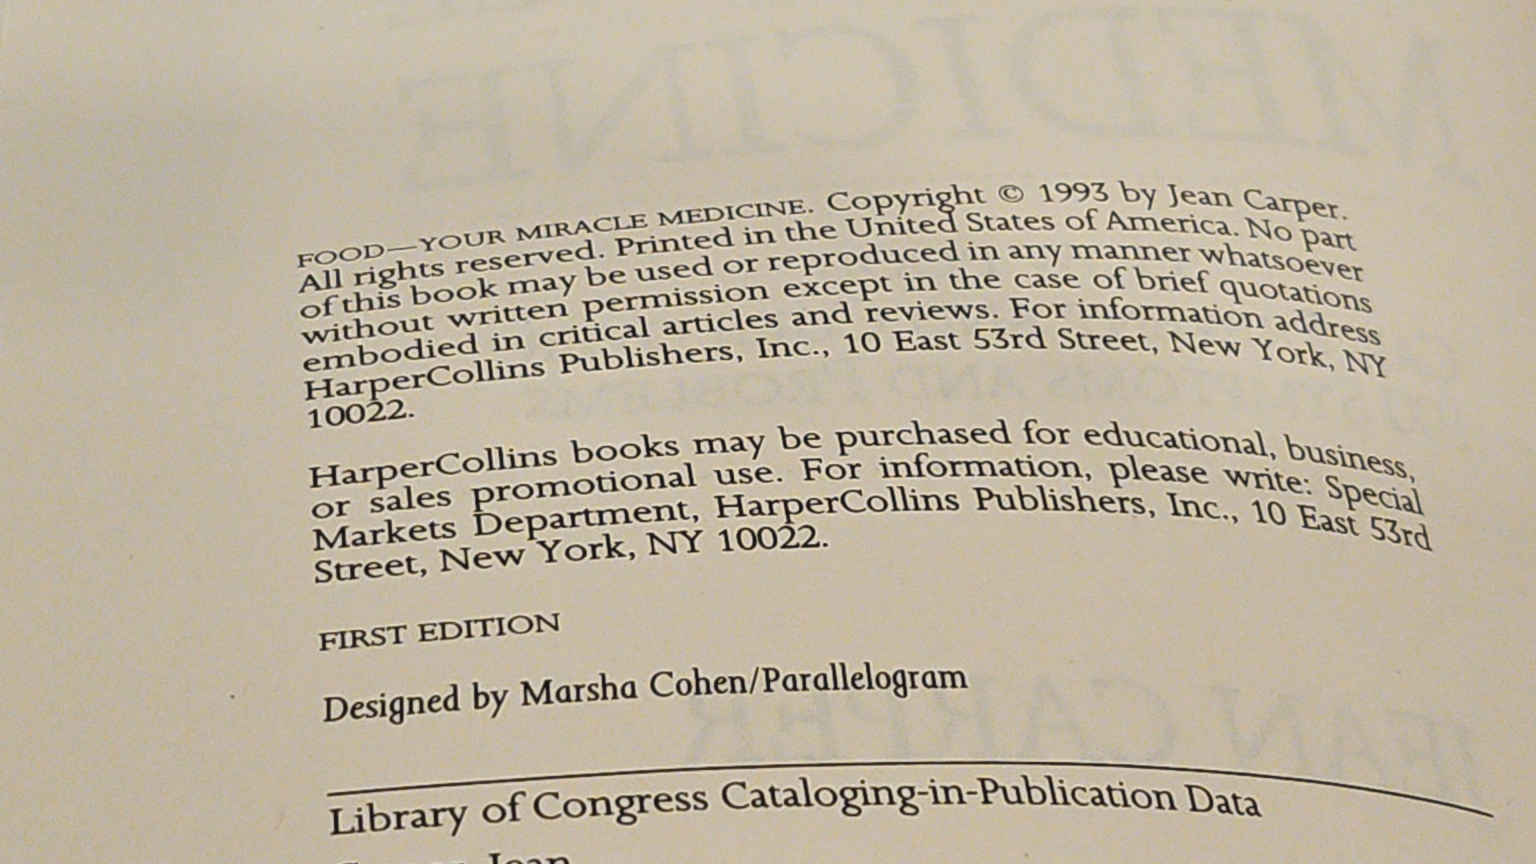 FOOD—YOUR MIRACLE MEDICINE. Copyright © 1993 by Jean Carper.
All rights reserved. Printed in the United States of America. No part
of this book may be used or reproduced in any manner whatsoever
without written permission except in the case of brief quotations
embodied in critical articles and reviews. For information address
HarperCollins Publishers, Inc., 10 East 53rd Street, New York, NY
10022.
HarperCollins books may be purchased for educational, business,
or sales promotional use. For information, please write: Special
Markets Department, HarperCollins Publishers, Inc., 10 East 53rd
Street, New York, NY 10022.
FIRST EDITION
Designed by Marsha Cohen/Parallelogram
Library of Congress Cataloging-in-Publication Data
Jean